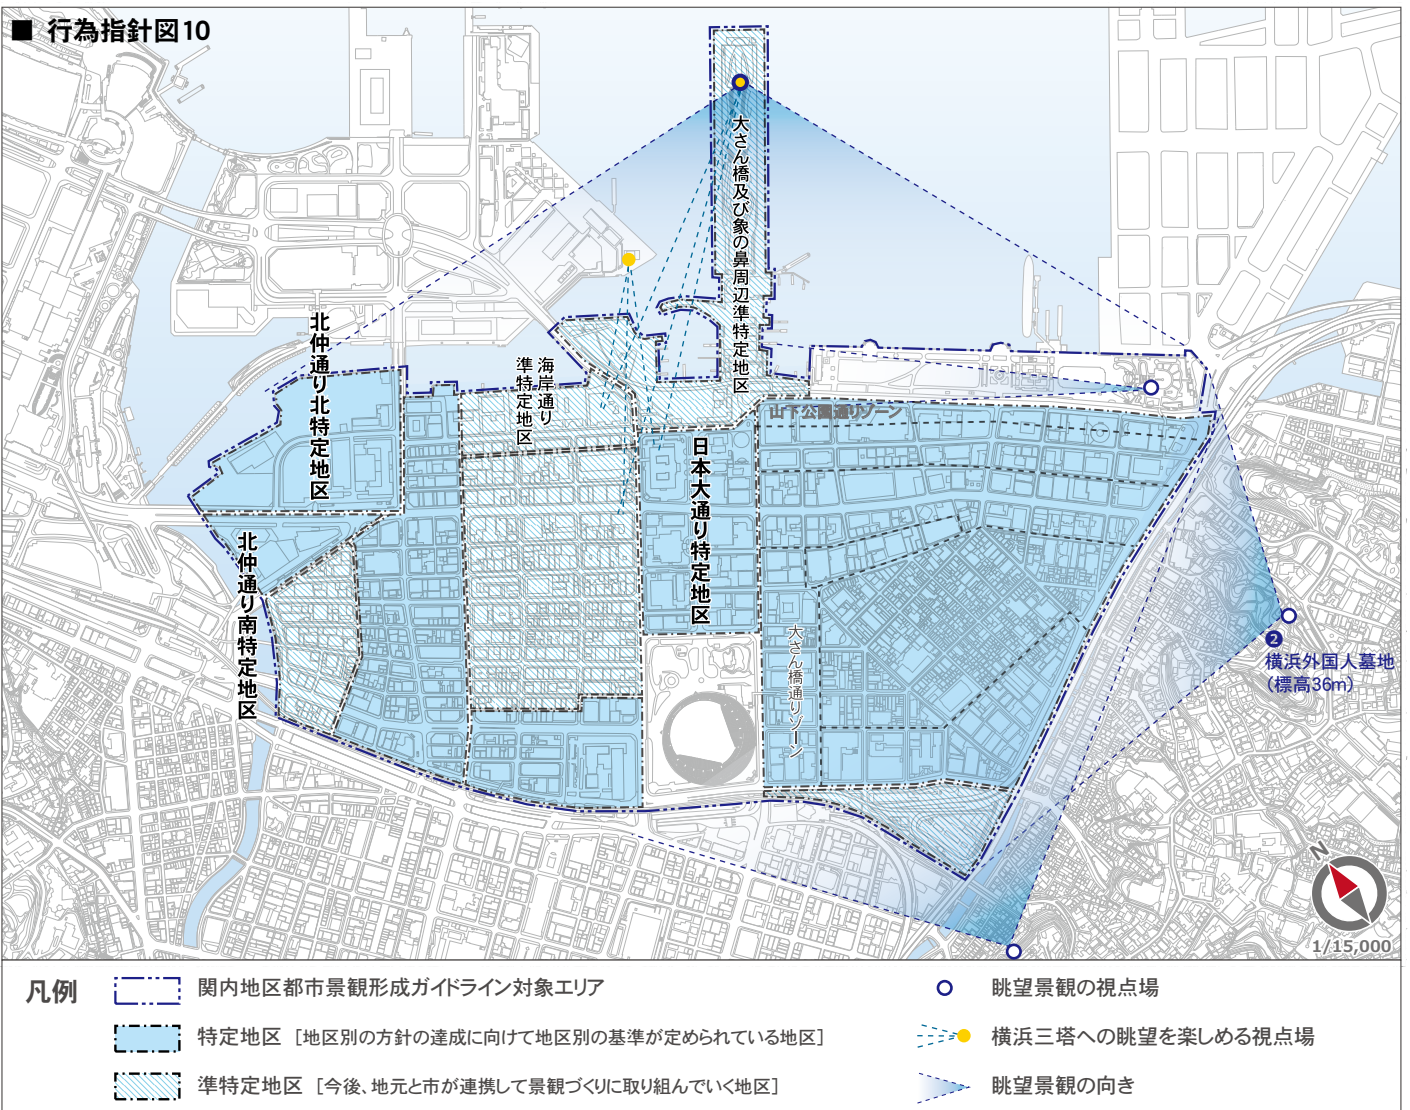 ■ 行為指針図10
大さん橋及び象の鼻周辺準特定地区
北仲通り北特定地区
海岸通り
準特定地区
山下公園通りゾーン
日本大通り特定地区
北仲通り南特定地区
大さん橋通りゾーン
2
横浜外国人墓地
(標高36m)
N
1/15,000
凡例
関内地区都市景観形成ガイドライン対象エリア
眺望景観の視点場
特定地区 [地区別の方針の達成に向けて地区別の基準が定められている地区]
横浜三塔への眺望を楽しめる視点場
準特定地区 [今後、地元と市が連携して景観づくりに取り組んでいく地区]
眺望景観の向き